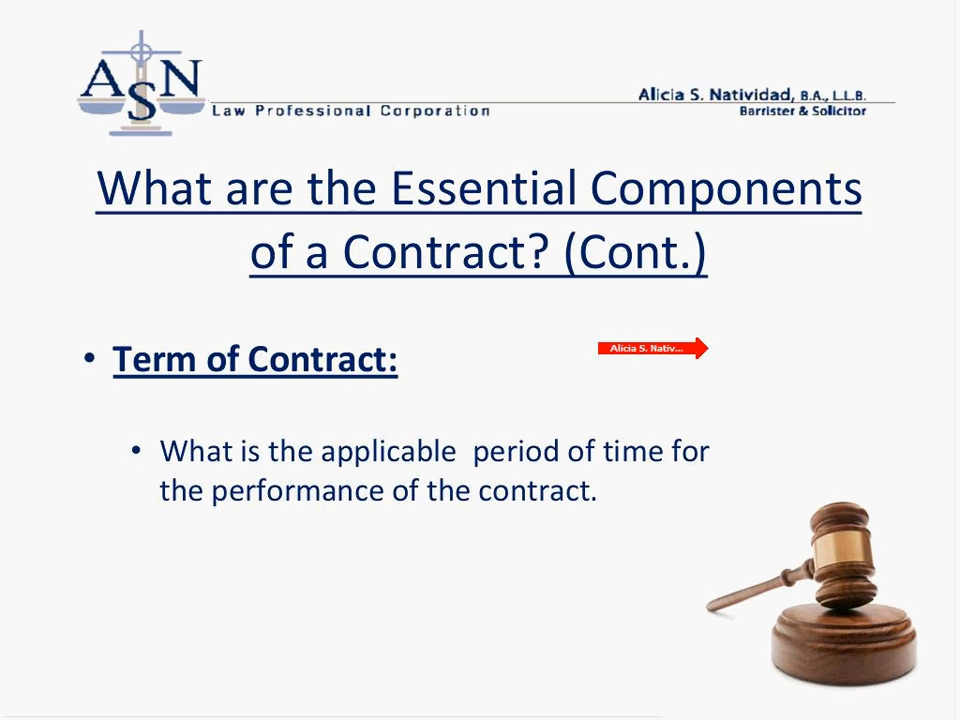 ASN
Law Professional Corporation
Alicia S. Natividad, B.A., L.L.B.
Barrister & Solicitor
What are the Essential Components
of a Contract? (Cont.)
• Term of Contract:
Alicia S. Nativ...
• What is the applicable  period of time for
the performance of the contract.